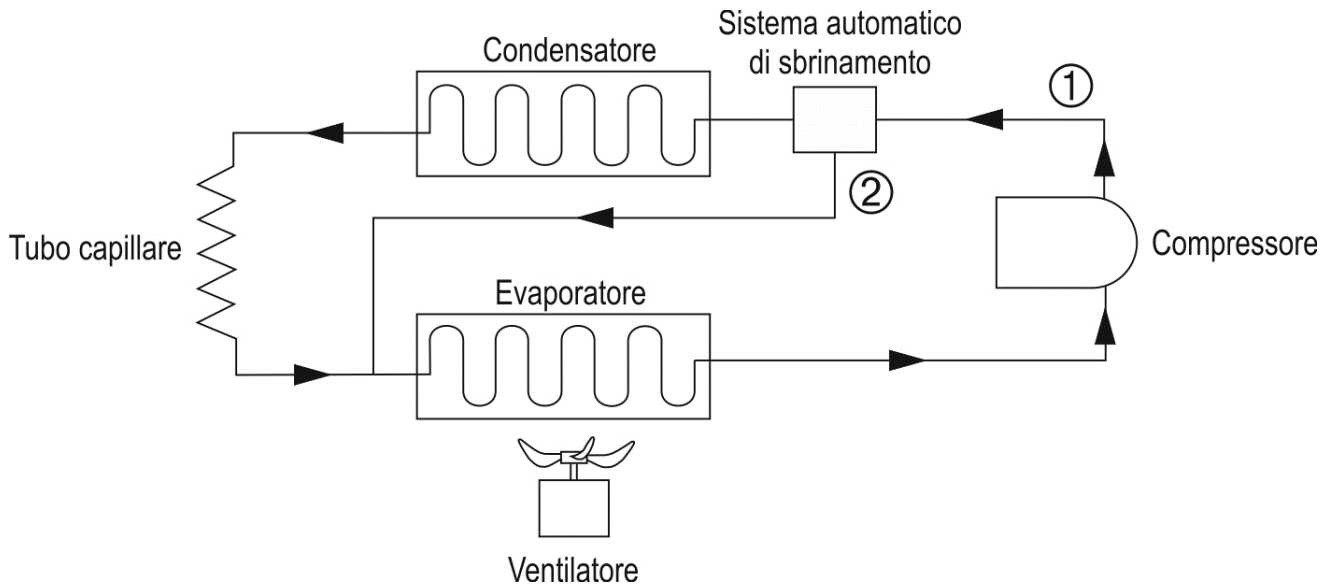 Sistema automatico
di sbrinamento
Condensatore
①
②
Tubo capillare
Compressore
Evaporatore
Ventilatore